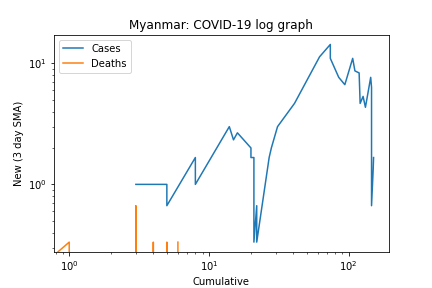 Myanmar: COVID-19 log graph
Cases
Deaths
New (3 day SMA)
10¹
10⁰
10⁰
10¹
10²
Cumulative